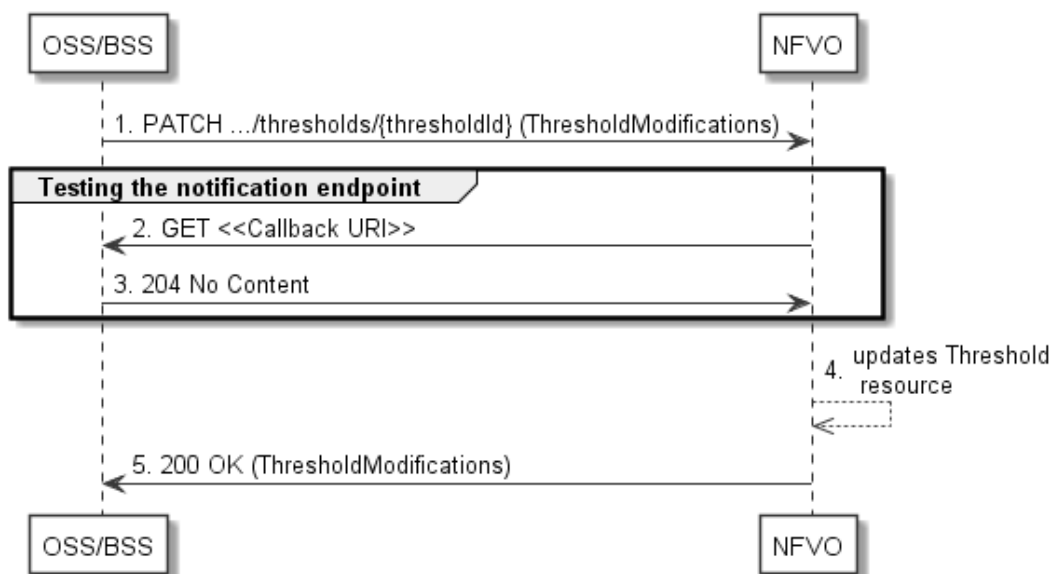 OSS/BSS
NFVO
1. PATCH .../thresholds/{thresholdId} (ThresholdModifications)
Testing the notification endpoint
2. GET <<Callback URI>>
3. 204 No Content
4. updates Threshold
resource
5. 200 OK (ThresholdModifications)
OSS/BSS
NFVO